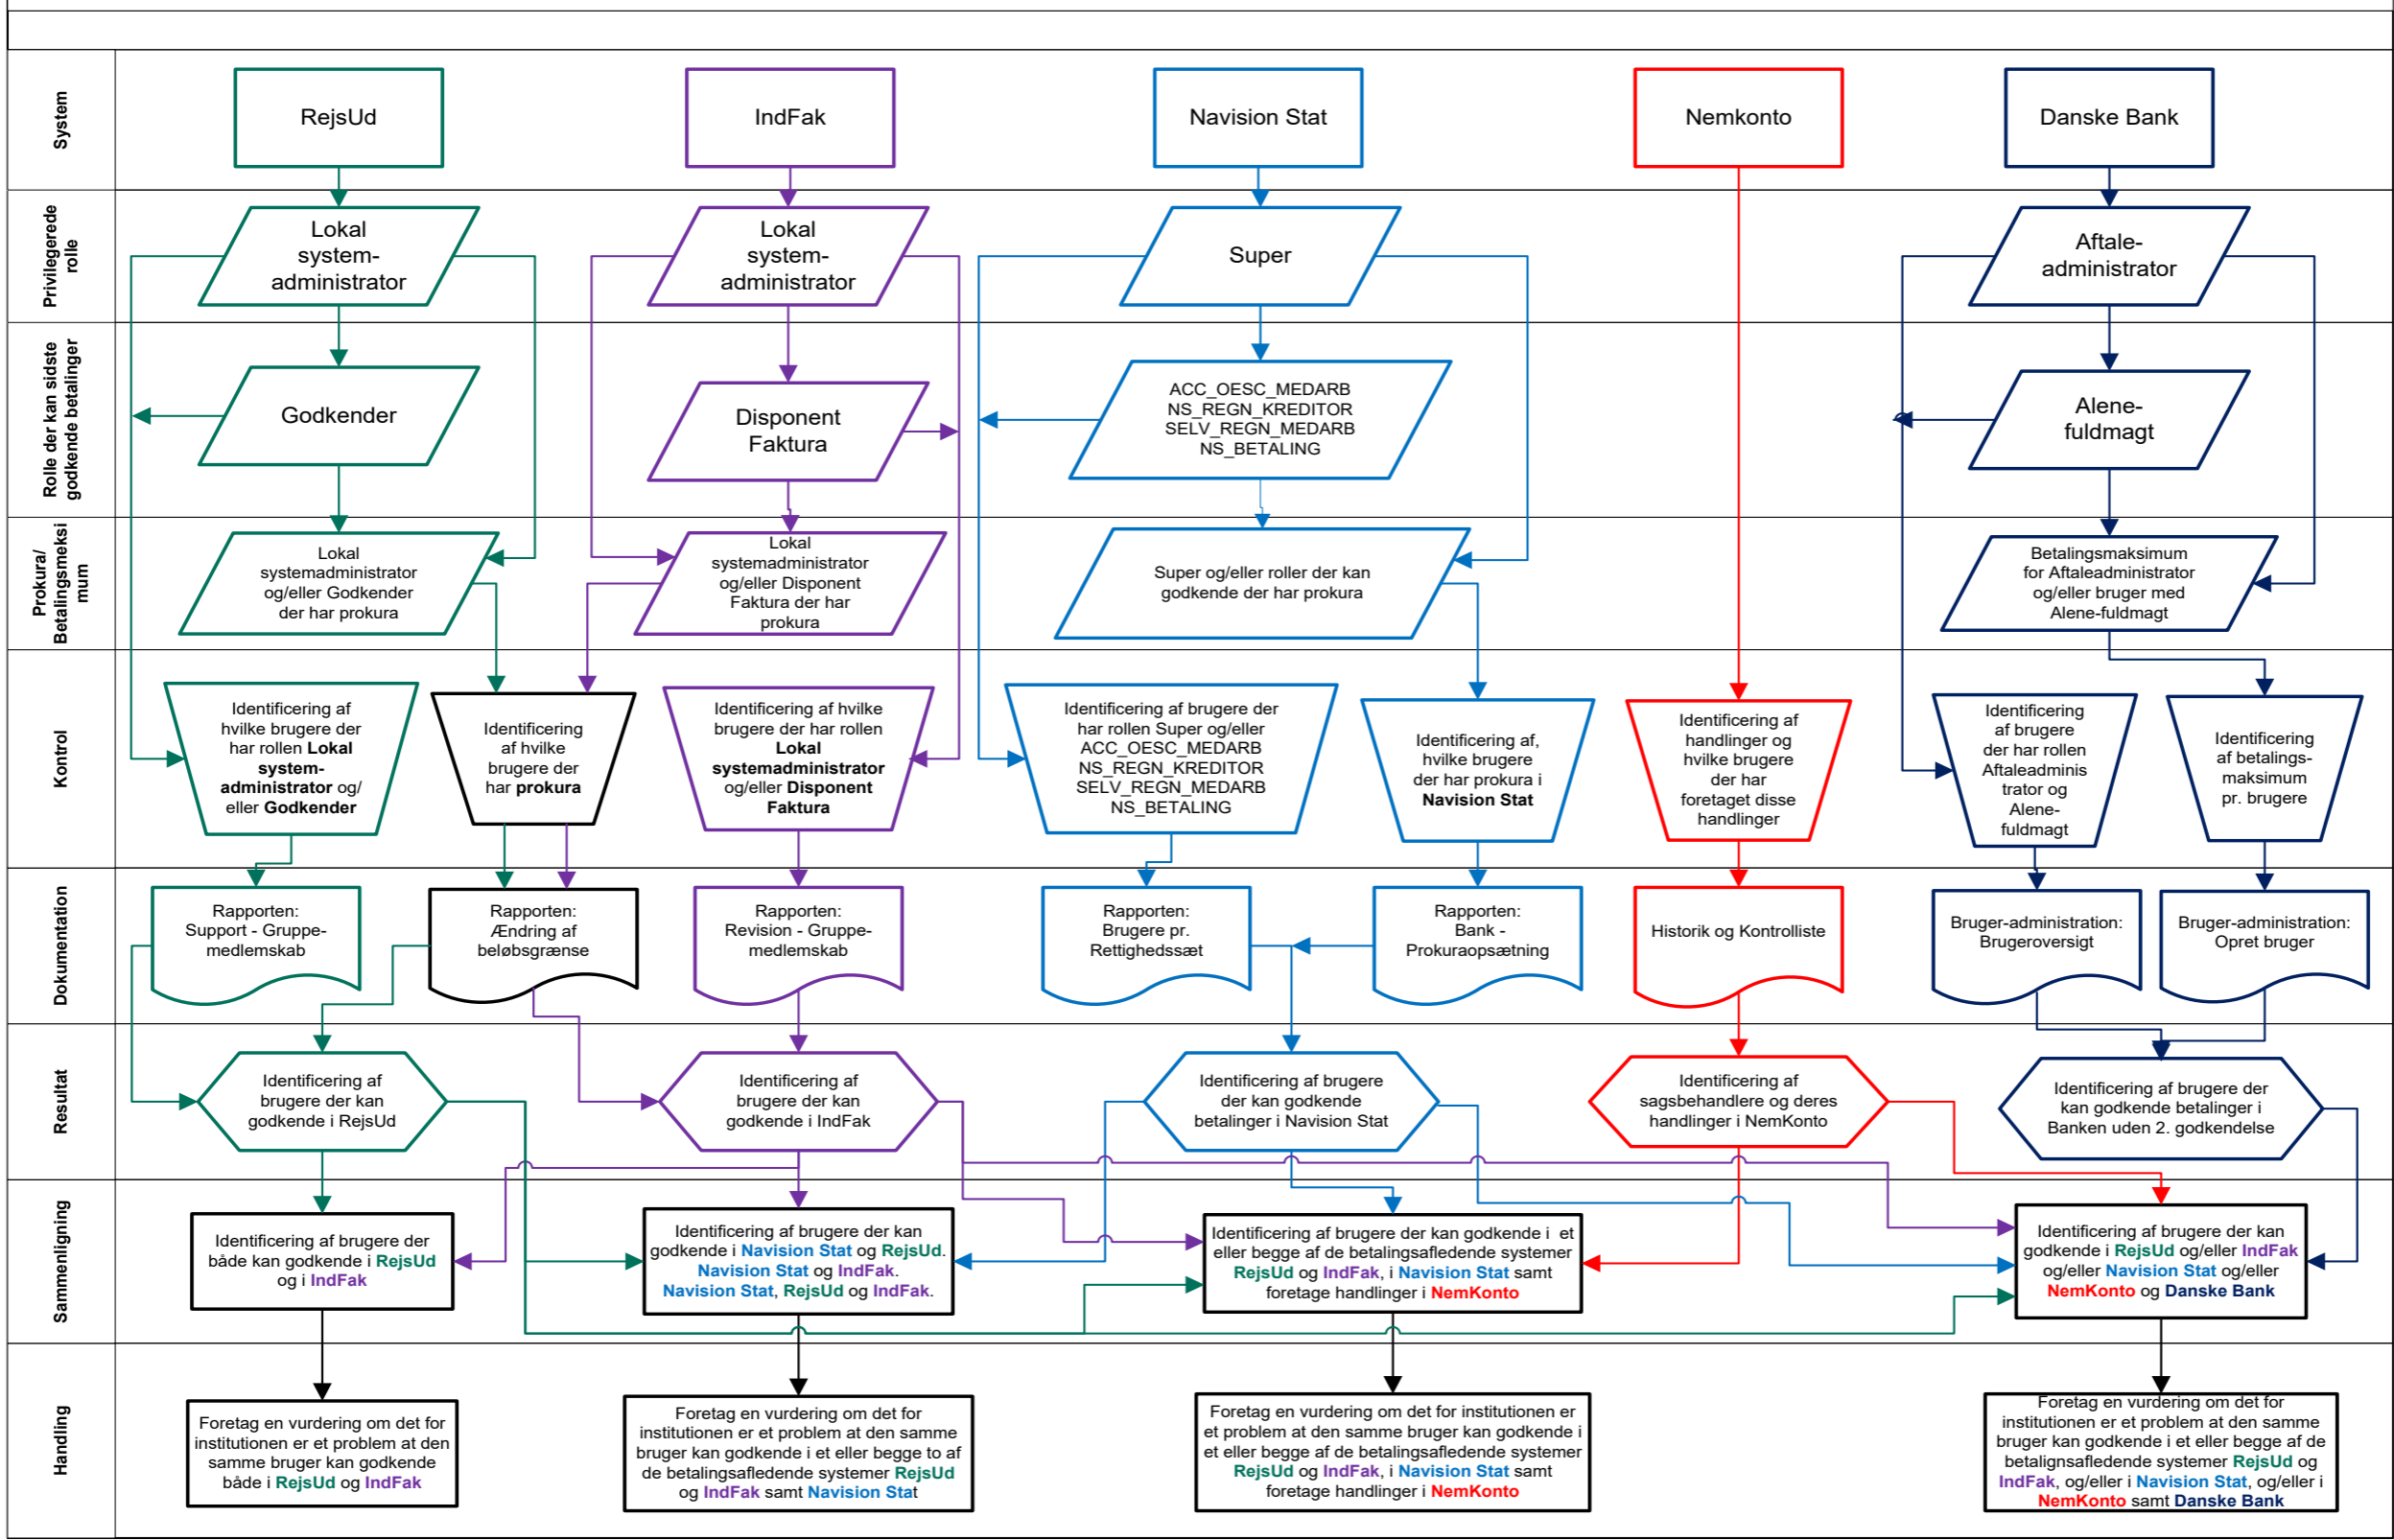 System
RejsUd
IndFak
Navision Stat
Nemkonto
Danske Bank
Privilegerede
rolle
Lokal
system-
administrator
Lokal
system-
administrator
Super
Aftale-
administrator
Rolle der kan sidste
godkende betalinger
Godkender
Disponent
Faktura
ACC_OESC_MEDARB
NS_REGN_KREDITOR
SELV_REGN_MEDARB
NS_BETALING
Alene-
fuldmagt
Prokura/
Betalingsmeksi
mum
Lokal
systemadministrator
og/eller Godkender
der har prokura
Lokal
systemadministrator
og/eller Disponent
Faktura der har
prokura
Super og/eller roller der kan
godkende der har prokura
Betalingsmaksimum
for Aftaleadministrator
og/eller bruger med
Alene-fuldmagt
Kontrol
Identificering af
hvilke brugere der
har rollen Lokal
system-
administrator og/
eller Godkender
Identificering
af hvilke
brugere der
har prokura
Identificering af hvilke
brugere der har rollen
Lokal
systemadministrator
og/eller Disponent
Faktura
Identificering af brugere der
har rollen Super og/eller
ACC_OESC_MEDARB
NS_REGN_KREDITOR
SELV_REGN_MEDARB
NS_BETALING
Identificering af,
hvilke brugere
der har prokura i
Navision Stat
Identificering af
handlinger og
hvilke brugere
der har
foretaget disse
handlinger
Identificering
af brugere
der har rollen
Aftaleadminis
trator og
Alene-
fuldmagt
Identificering
af betalings-
maksimum
pr. brugere
Dokumentation
Rapporten:
Support - Gruppe-
medlemskab
Rapporten:
Ændring af
beløbsgrænse
Rapporten:
Revision - Gruppe-
medlemskab
Rapporten:
Brugere pr.
Rettighedssæt
Rapporten:
Bank -
Prokuraopsætning
Historik og Kontrolliste
Bruger-administration:
Brugeroversigt
Bruger-administration:
Opret bruger
Resultat
Identificering af
brugere der kan
godkende i RejsUd
Identificering af
brugere der kan
godkende i IndFak
Identificering af brugere
der kan godkende
betalinger i Navision Stat
Identificering af
sagsbehandlere og deres
handlinger i NemKonto
Identificering af brugere der
kan godkende betalinger i
Banken uden 2. godkendelse
Sammenligning
Identificering af brugere der
både kan godkende i RejsUd
og i IndFak
Identificering af brugere der kan
godkende i Navision Stat og RejsUd.
Navision Stat og IndFak.
Navision Stat, RejsUd og IndFak.
Identificering af brugere der kan godkende i  et
eller begge af de betalingsafledende systemer
RejsUd og IndFak, i Navision Stat samt
foretage handlinger i NemKonto
Identificering af brugere der kan
godkende i RejsUd og/eller IndFak
og/eller Navision Stat og/eller
NemKonto og Danske Bank
Handling
Foretag en vurdering om det for
institutionen er et problem at den
samme bruger kan godkende
både i RejsUd og IndFak
Foretag en vurdering om det for
institutionen er et problem at den samme
bruger kan godkende i et eller begge to af
de betalingsafledende systemer RejsUd
og IndFak samt Navision Stat
Foretag en vurdering om det for institutionen er
et problem at den samme bruger kan godkende i
et eller begge af de betalingsafledende systemer
RejsUd og IndFak, i Navision Stat samt
foretage handlinger i NemKonto
Foretag en vurdering om det for
institutionen er et problem at den samme
bruger kan godkende i et eller begge af de
betalignsafledende systemer RejsUd og
IndFak, og/eller i Navision Stat, og/eller i
NemKonto samt Danske Bank